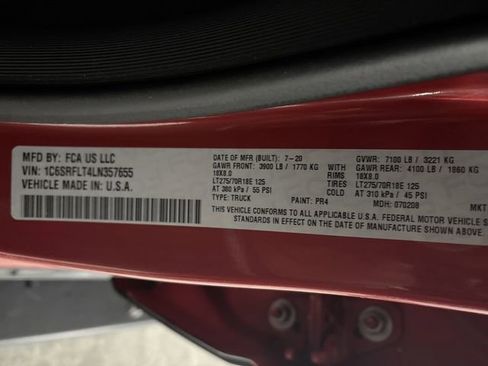 MFD BY: FCA US LLC
VIN: 1C6SRFLT4LN357655
VEHICLE MADE IN U.S.A.
DATE OF MFR (BUILT): 7-20
GAWR FRONT: 3900 LB / 1770 KG
18X8.0
LT275/70R18E 125
AT 380 kPa / 55 PSI
TYPE: TRUCK PAINT: PR4
GVWR: 7100 LB / 3221 KG
GAWR REAR: 4100 LB / 1860 KG
RIMS 18X8.0
TIRES LT275/70R18E 125
COLD AT 310 kPa / 45 PSI
MDH: 070208 MKT
THIS VEHICLE CONFORMS TO ALL APPLICABLE U.S.A. FEDERAL MOTOR VEHICLE
STANDARDS IN EFFECT ON THE DATE OF MANUFACTURE SHOWN ABOVE.